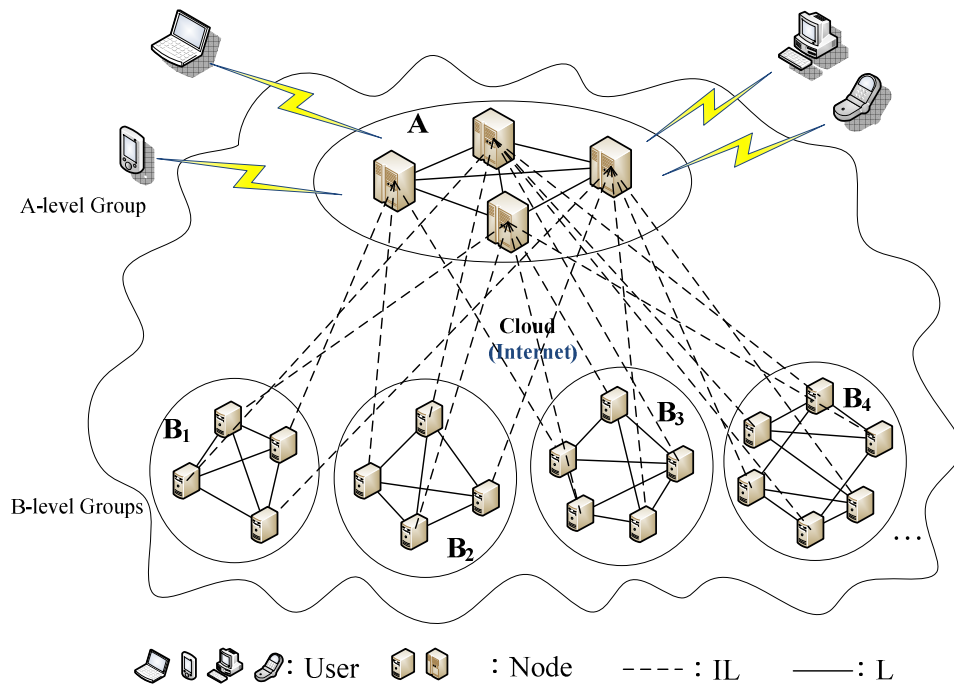 A
A-level Group
Cloud
(Internet)
B1
B3
B4
B-level Groups
B2
...
: User : Node : IL : L